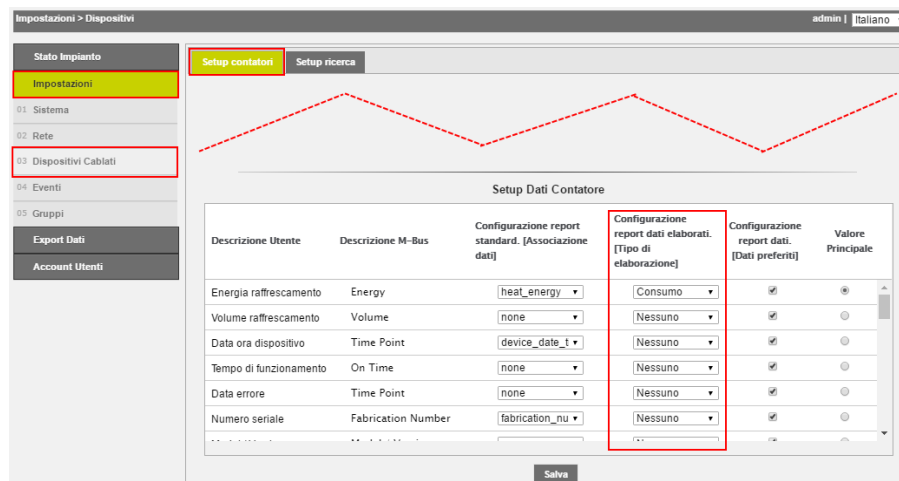 Impostazioni > Dispositivi
admin | Italiano
Stato Impianto
Impostazioni
01 Sistema
02 Rete
03 Dispositivi Cablati
04 Eventi
05 Gruppi
Export Dati
Account Utenti
Setup contatori
Setup ricerca
Setup Dati Contatore
Descrizione Utente
Descrizione M-Bus
Configurazione report
standard. [Associazione
dati]
Configurazione
report dati elaborati.
[Tipo di
elaborazione]
Configurazione
report dati.
[Dati preferiti]
Valore
Principale
Energia raffrescamento Energy heat_energy Consumo
Volume raffrescamento Volume none Nessuno
Data ora dispositivo Time Point device_date_t Nessuno
Tempo di funzionamento On Time none Nessuno
Data errore Time Point none Nessuno
Numero seriale Fabrication Number fabrication_nu Nessuno
Salva